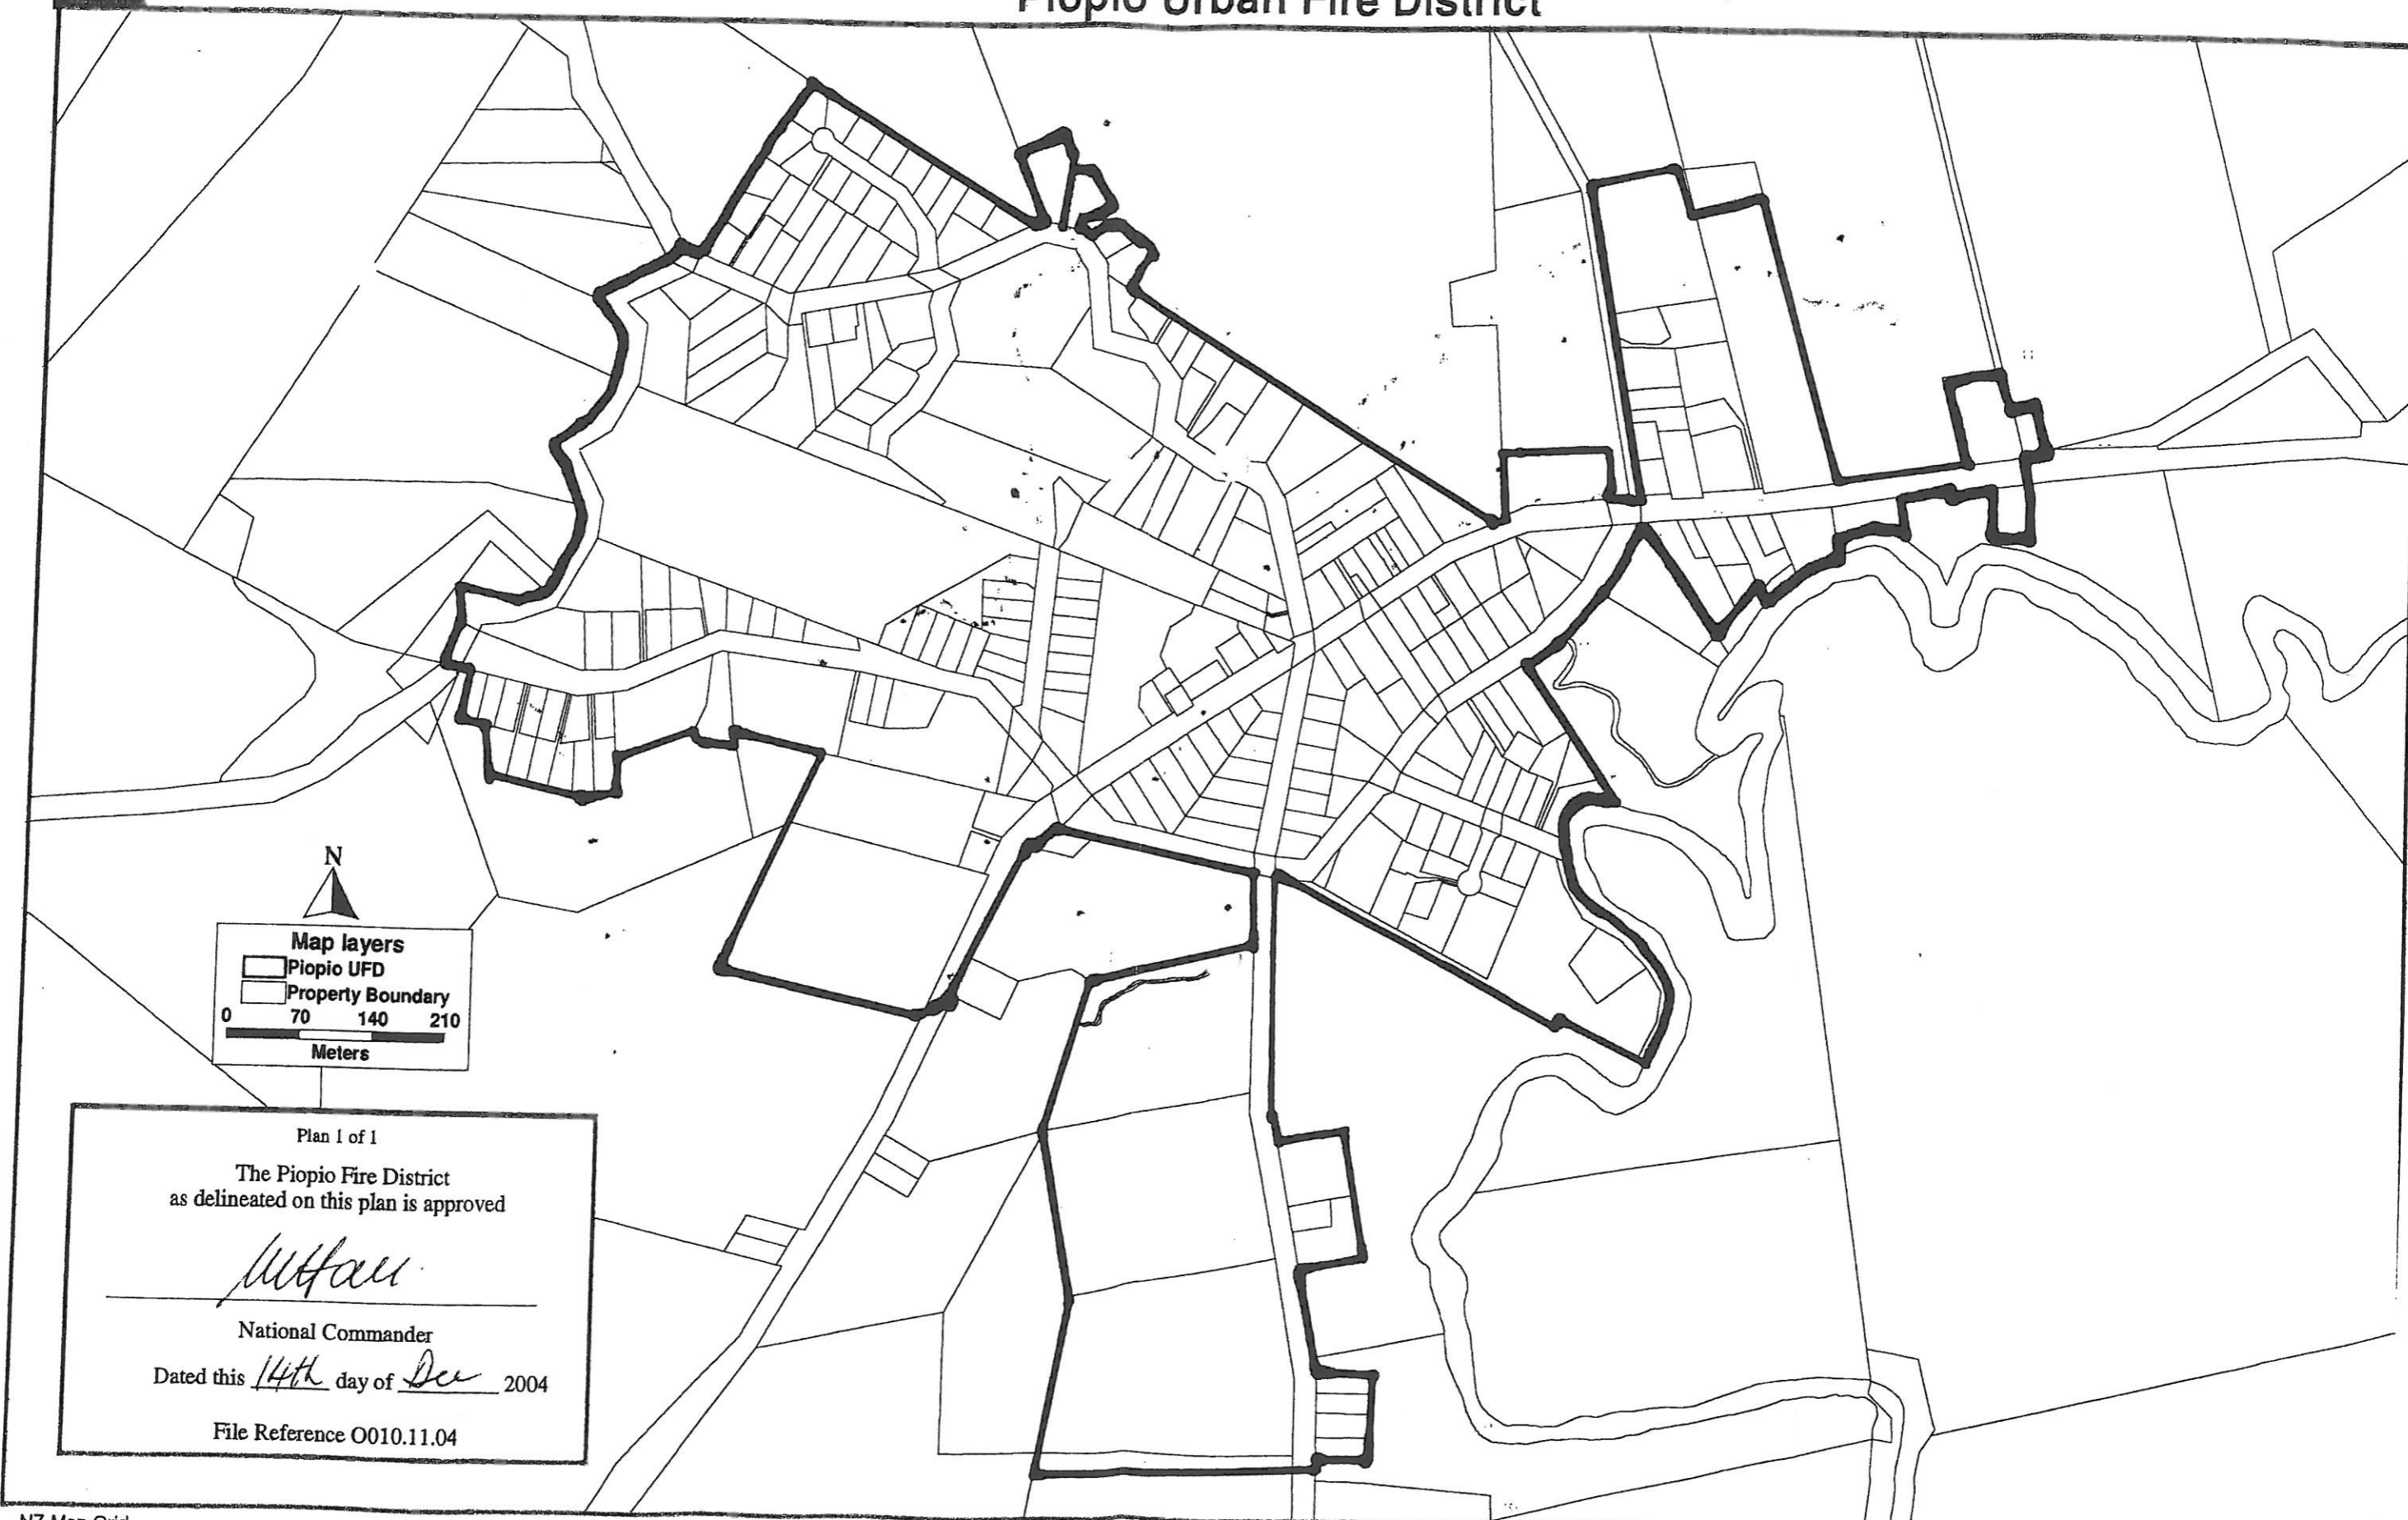 Piopio Urban Fire District
N
Map layers
Piopio UFD
Property Boundary
0 70 140 210
Meters
Plan 1 of 1
The Piopio Fire District
as delineated on this plan is approved
National Commander
Dated this 14th day of Dec 2004
File Reference O010.11.04
NZ Map Grid